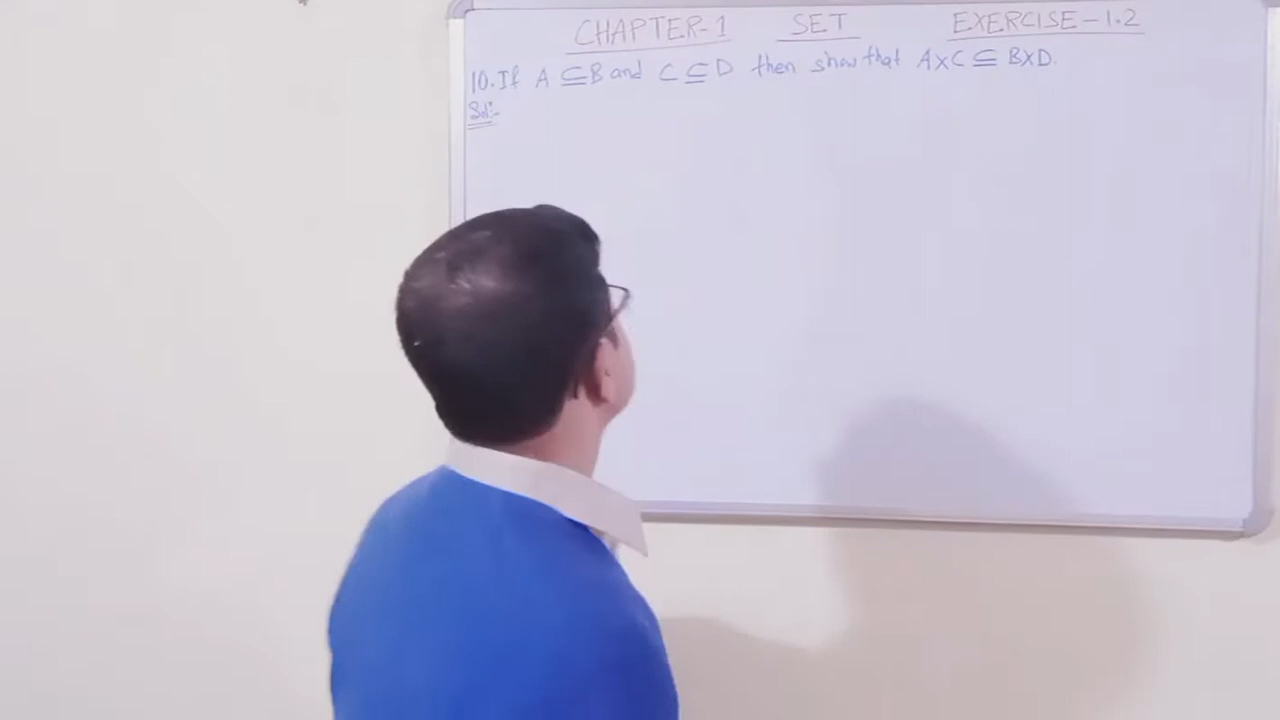 CHAPTER-1 SET EXERCISE-1.2
10. If A ⊆ B and C ⊆ D then show that A×C ⊆ B×D.
Sol:-